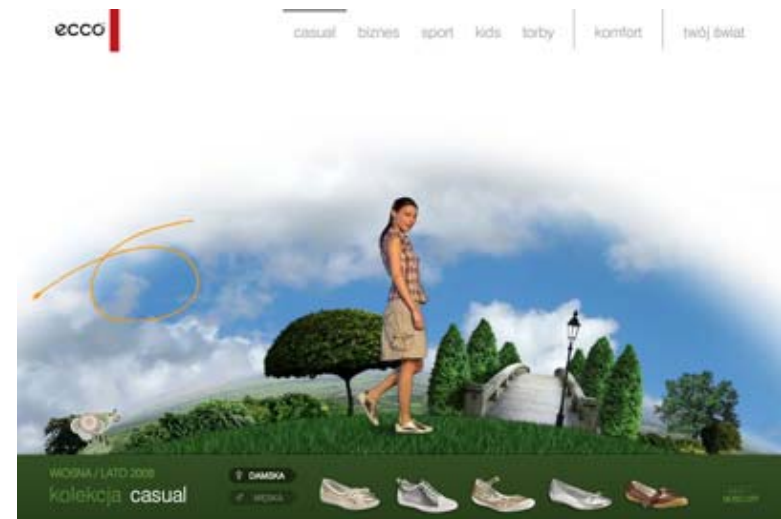 ecco
casual biznes sport kids torby komfort twój świat
WIOSNA / LATO 2008
kolekcja casual
DAMSKA
MĘSKA